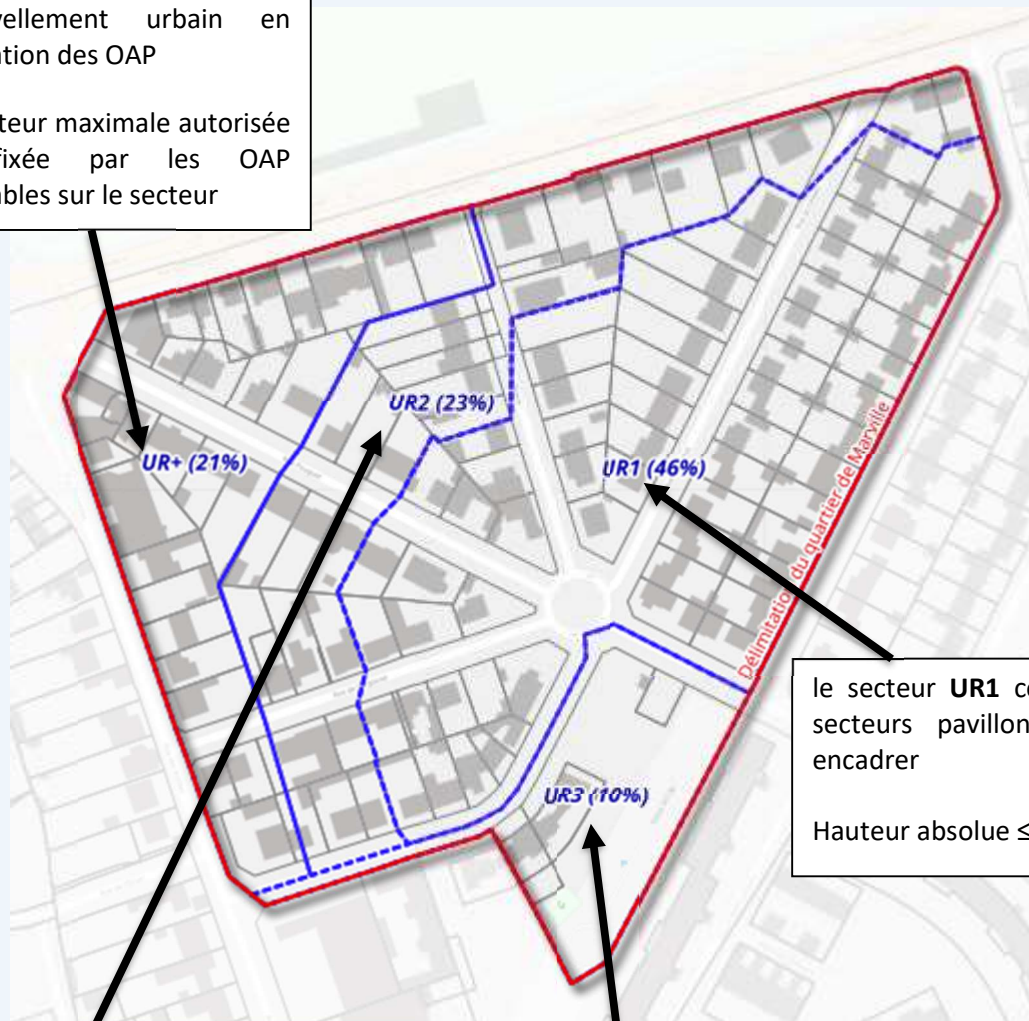 vellement urbain en
tion des OAP
teur maximale autorisée
fixée par les OAP
bles sur le secteur
UR2 (23%)
UR+ (21%)
UR1 (46%)
Délimitation du quartier de Marville
le secteur UR1 c
secteurs pavillon
encadrer
Hauteur absolue ≤
UR3 (10%)
P